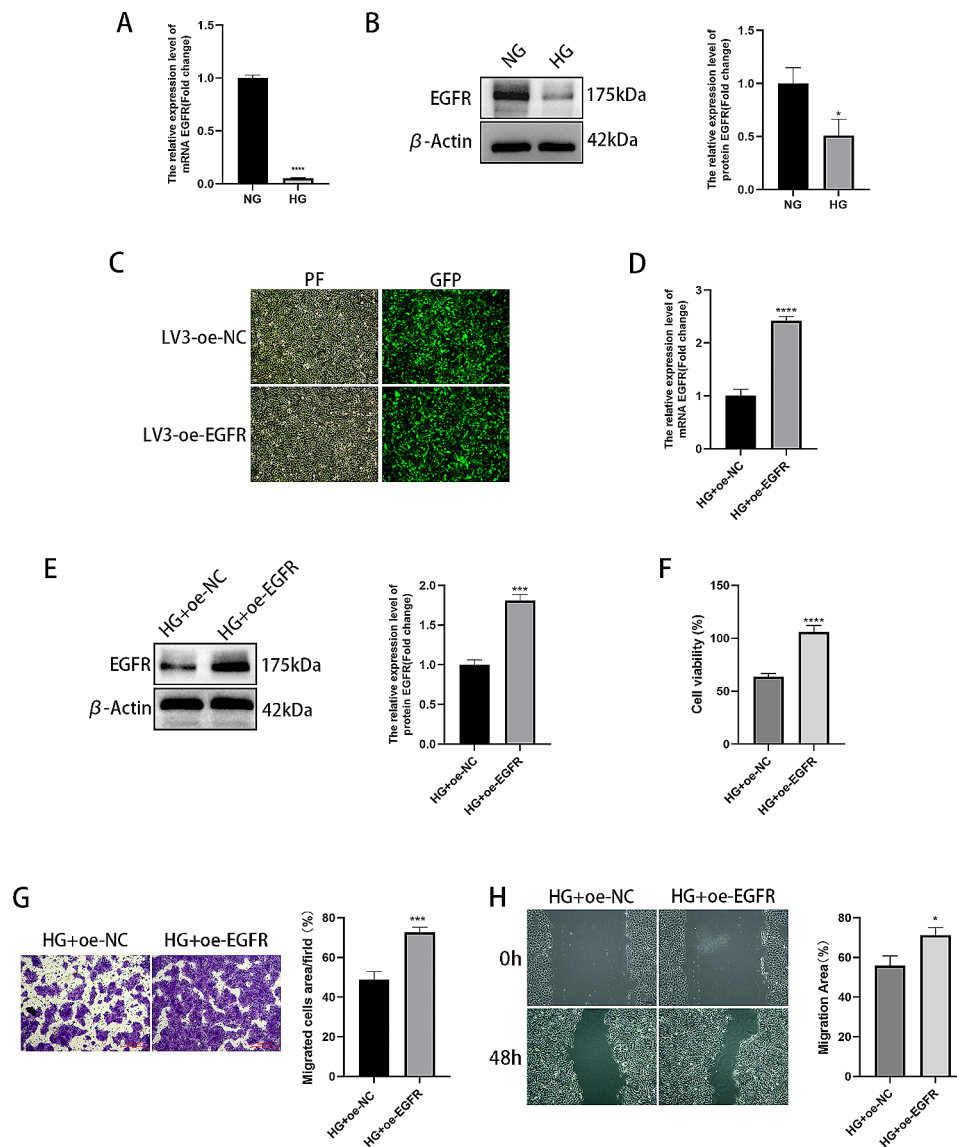 A
The relative expression level of
mRNA EGFR(Fold change)
1.5
1.0
0.5
0.0
****
NG
HG
B
NG
HG
EGFR
175kDa
β-Actin
42kDa
The relative expression level of
protein EGFR(Fold change)
1.5
1.0
0.5
0.0
*
NG
HG
C
PF
GFP
LV3-oe-NC
LV3-oe-EGFR
D
The relative expression level of
mRNA EGFR(Fold change)
3
2
1
0
****
HG+oe-NC
HG+oe-EGFR
E
HG+oe-NC
HG+oe-EGFR
EGFR
175kDa
β-Actin
42kDa
The relative expression level of
protein EGFR(Fold change)
2.0
1.5
1.0
0.5
0.0
***
HG+oe-NC
HG+oe-EGFR
F
Cell viability (%)
150
100
50
0
****
HG+oe-NC
HG+oe-EGFR
G
HG+oe-NC
HG+oe-EGFR
Migrated cells area/firld (%)
80
60
40
20
0
***
HG+oe-NC
HG+oe-EGFR
H
HG+oe-NC
HG+oe-EGFR
0h
48h
Migration Area(%)
80
60
40
20
0
*
HG+oe-NC
HG+oe-EGFR